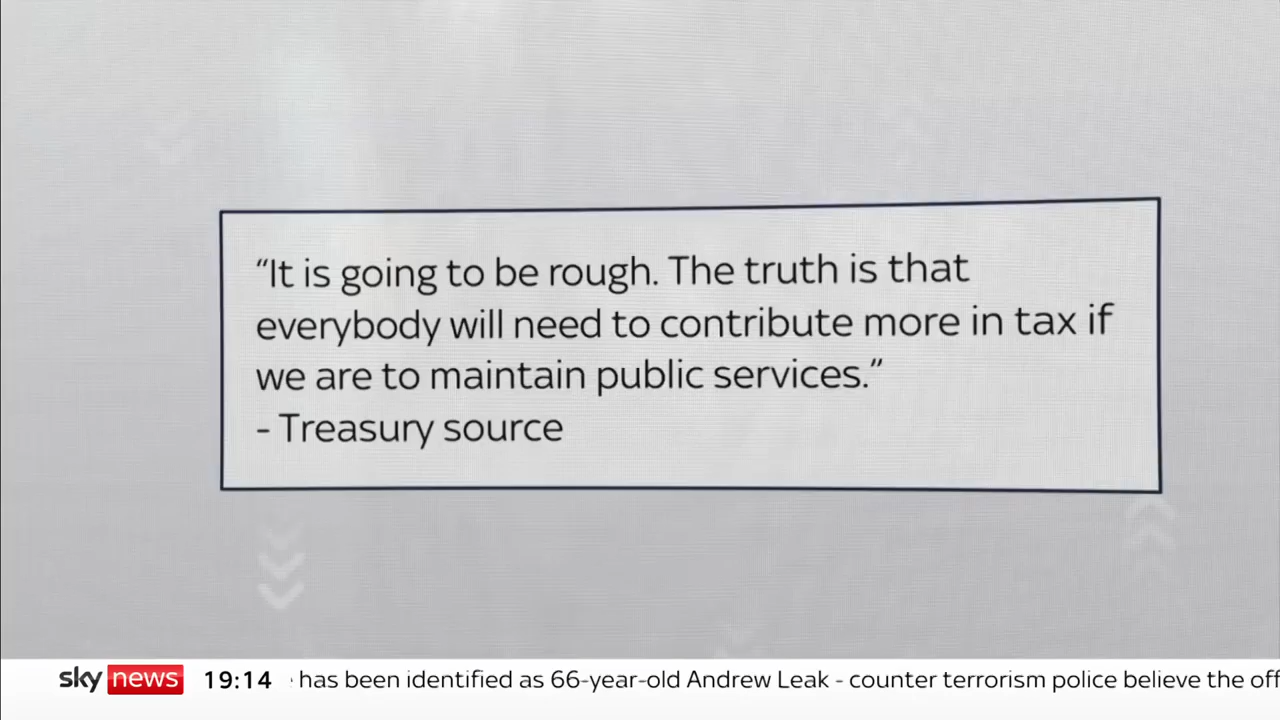 “It is going to be rough. The truth is that
everybody will need to contribute more in tax if
we are to maintain public services.”
- Treasury source
sky news 19:14 has been identified as 66-year-old Andrew Leak - counter terrorism police believe the off